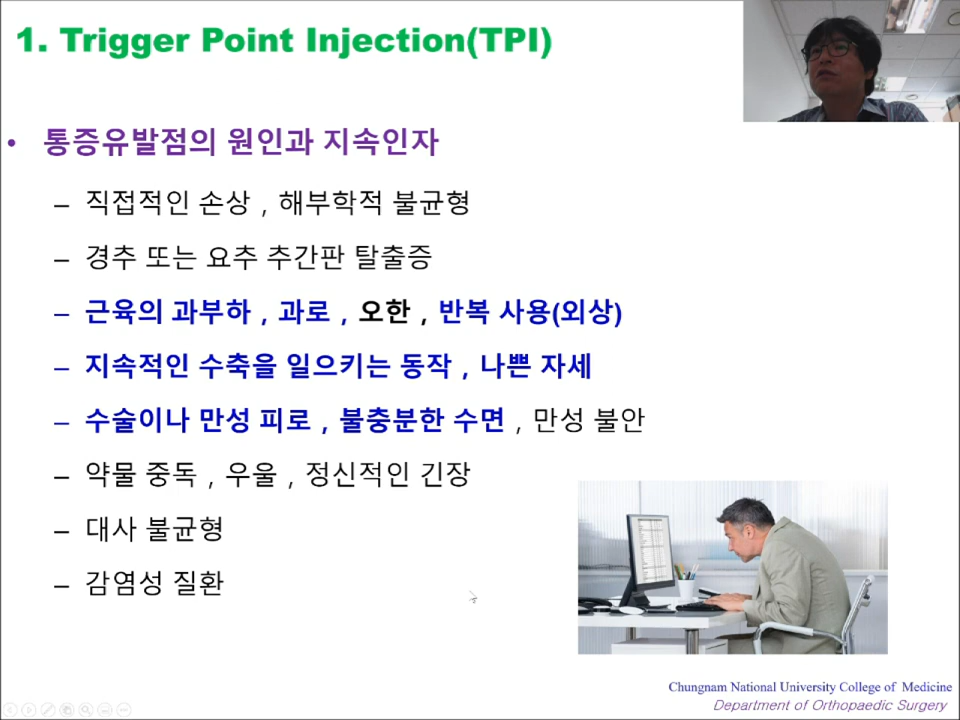 1. Trigger Point Injection(TPI)
• 통증유발점의 원인과 지속인자
– 직접적인 손상 , 해부학적 불균형
– 경추 또는 요추 추간판 탈출증
– 근육의 과부하 , 과로 , 오한 , 반복 사용(외상)
– 지속적인 수축을 일으키는 동작 , 나쁜 자세
– 수술이나 만성 피로 , 불충분한 수면 , 만성 불안
– 약물 중독 , 우울 , 정신적인 긴장
– 대사 불균형
– 감염성 질환
Chungnam National University College of Medicine
Department of Orthopaedic Surgery